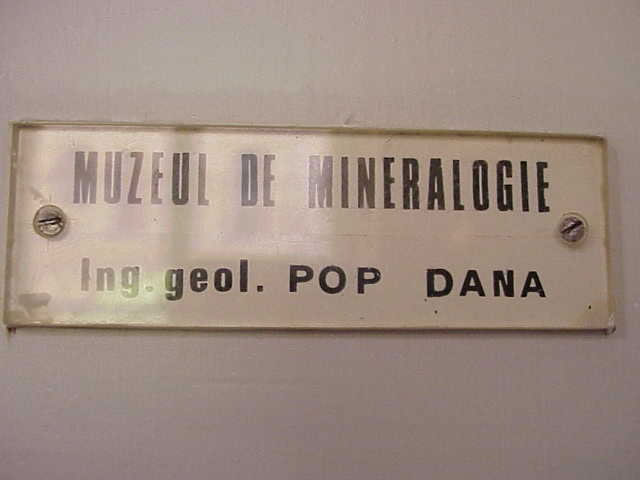 MUZEUL DE MINERALOGIE
Ing. geol. POP DANA